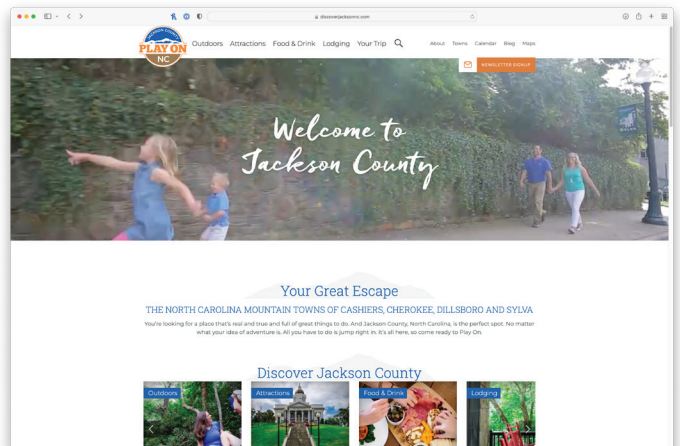 discoverjacksonnc.com
JACKSON COUNTY
PLAY ON
NC
Outdoors Attractions Food & Drink Lodging Your Trip
About Towns Calendar Blog Maps
NEWSLETTER SIGNUP
Welcome to
Jackson County
Your Great Escape
THE NORTH CAROLINA MOUNTAIN TOWNS OF CASHIERS, CHEROKEE, DILLSBORO AND SYLVA
You're looking for a place that's real and true and full of great things to do. And Jackson County, North Carolina, is the perfect spot. No matter
what your idea of adventure is. All you have to do is jump right in. It's all here, so come ready to Play On.
Discover Jackson County
Outdoors
Attractions
Food & Drink
Lodging